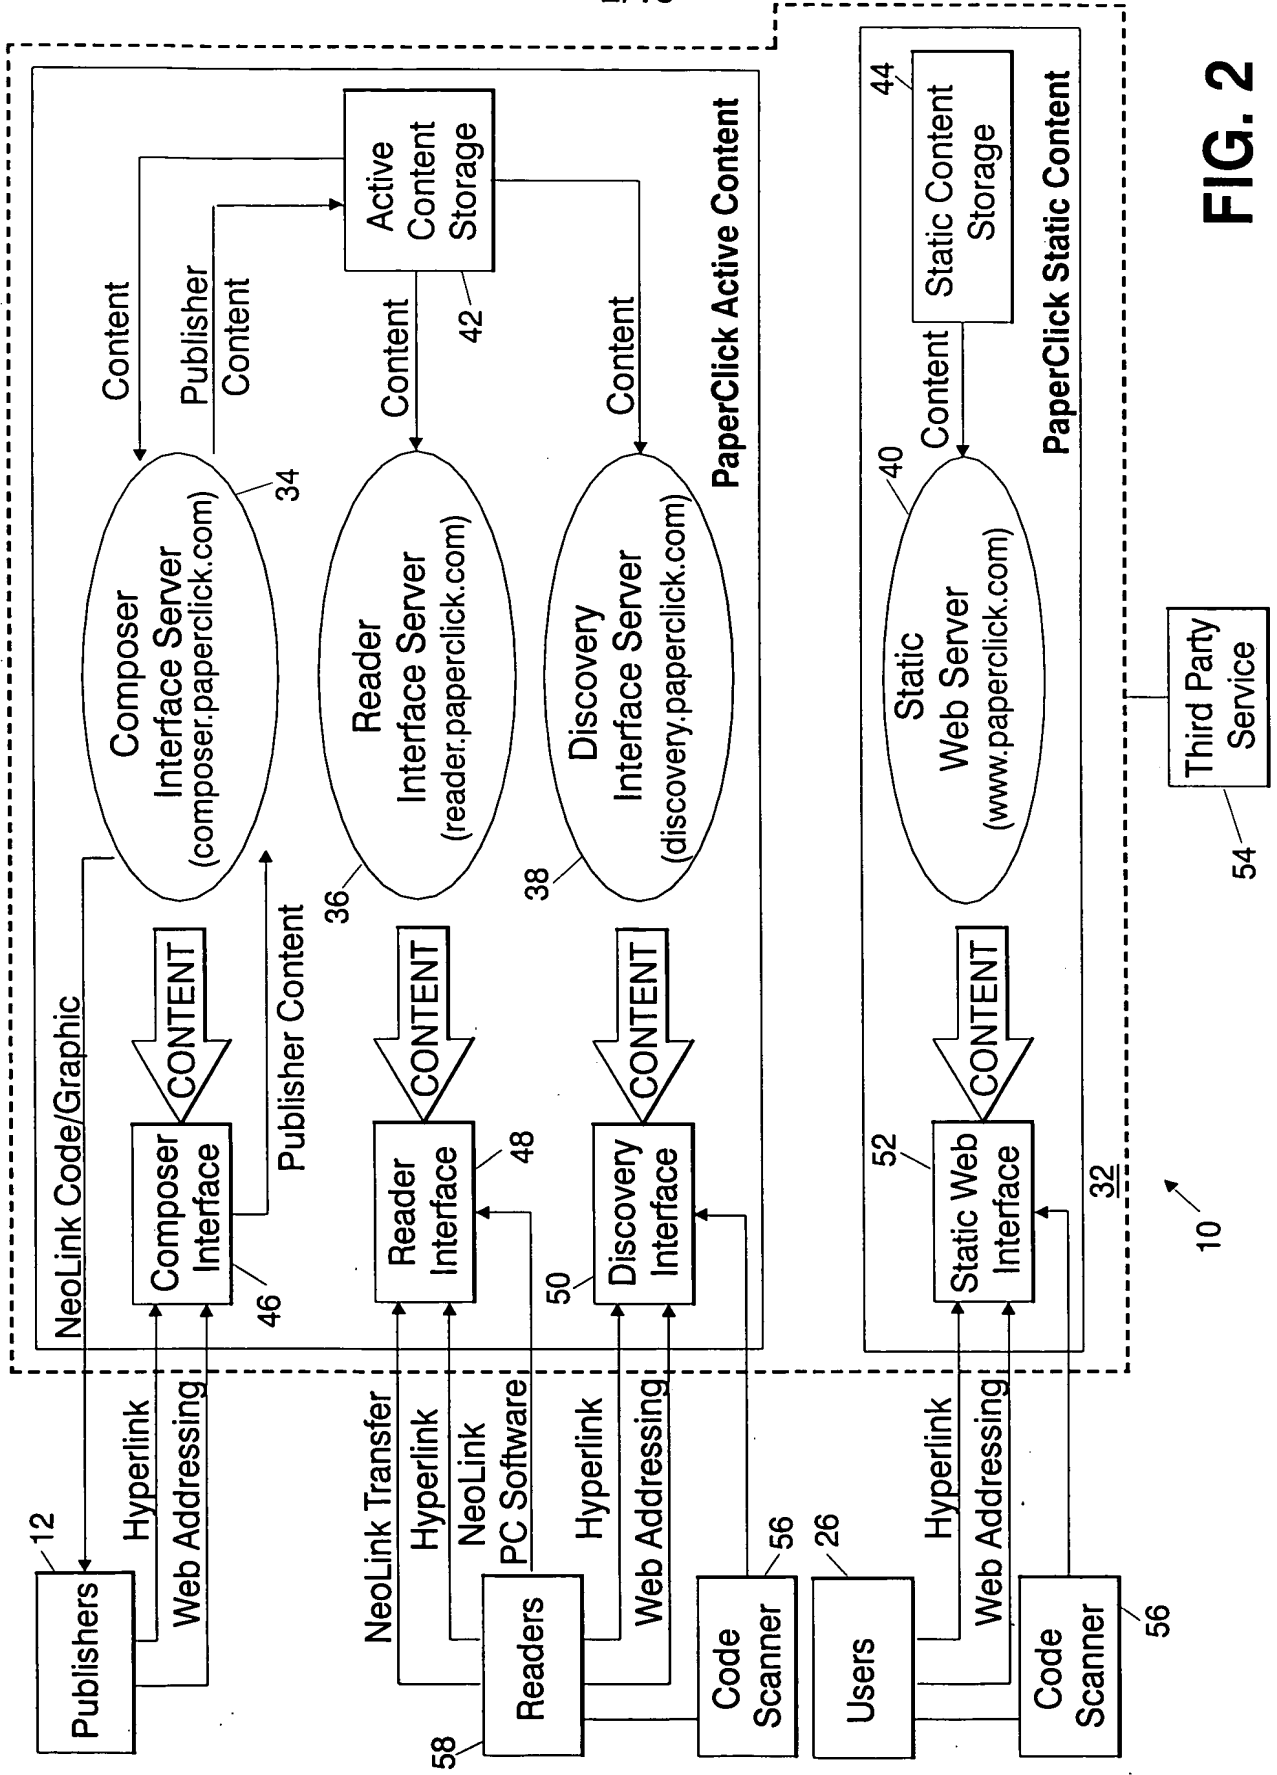 12
Publishers
NeoLink Code/Graphic
Hyperlink
Web Addressing
Composer
Interface
46
CONTENT
Publisher Content
Composer
Interface Server
(composer.paperclick.com)
34
Content
Publisher
Content
Active
Content
Storage
42
NeoLink Transfer
Hyperlink
NeoLink
PC Software
Readers
58
Reader
Interface
48
CONTENT
Reader
Interface Server
(reader.paperclick.com)
36
Content
Hyperlink
Web Addressing
Code
Scanner
56
Discovery
Interface
50
CONTENT
Discovery
Interface Server
(discovery.paperclick.com)
38
Content
PaperClick Active Content
Users
26
Hyperlink
Web Addressing
Code
Scanner
56
Static Web
Interface
52
CONTENT
Static
Web Server
(www.paperclick.com)
40
Content
Static Content
Storage
44
PaperClick Static Content
32
10
Third Party
Service
54
FIG. 2